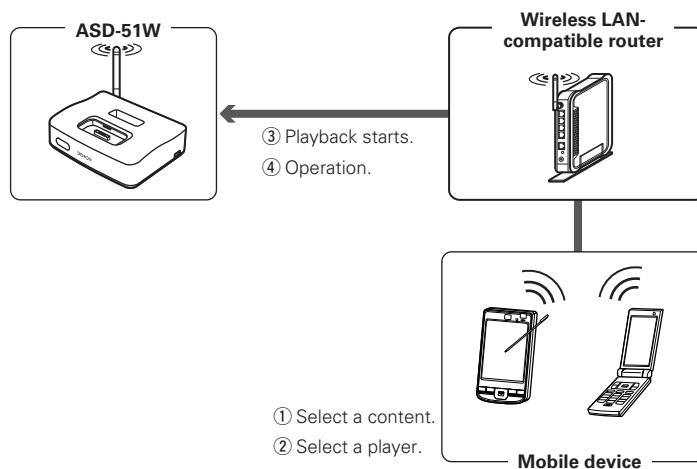 ASD-51W
Wireless LAN-
compatible router
③ Playback starts.
④ Operation.
DENON
① Select a content.
② Select a player.
Mobile device